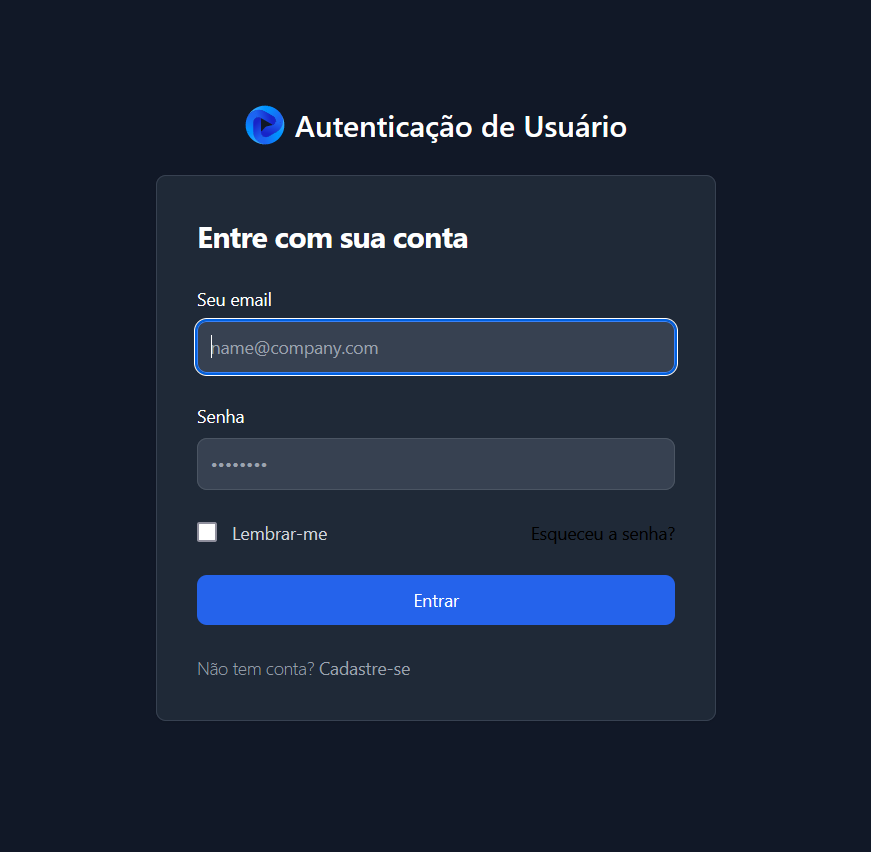 Autenticação de Usuário
Entre com sua conta
Seu email
name@company.com
Senha
••••••••
Lembrar-me
Esqueceu a senha?
Entrar
Não tem conta? Cadastre-se